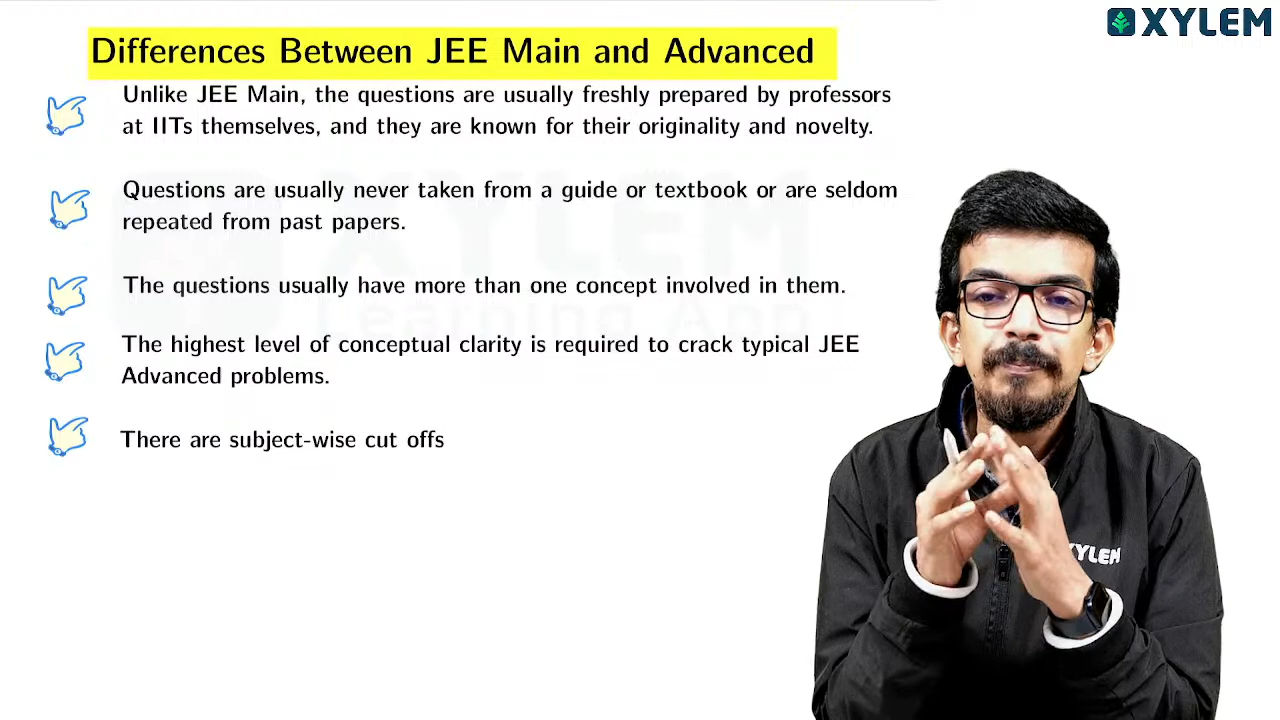 XYLEM
Differences Between JEE Main and Advanced
Unlike JEE Main, the questions are usually freshly prepared by professors
at IITs themselves, and they are known for their originality and novelty.
Questions are usually never taken from a guide or textbook or are seldom
repeated from past papers.
The questions usually have more than one concept involved in them.
The highest level of conceptual clarity is required to crack typical JEE
Advanced problems.
There are subject-wise cut offs
XYLEM
Learning App
XYLEM